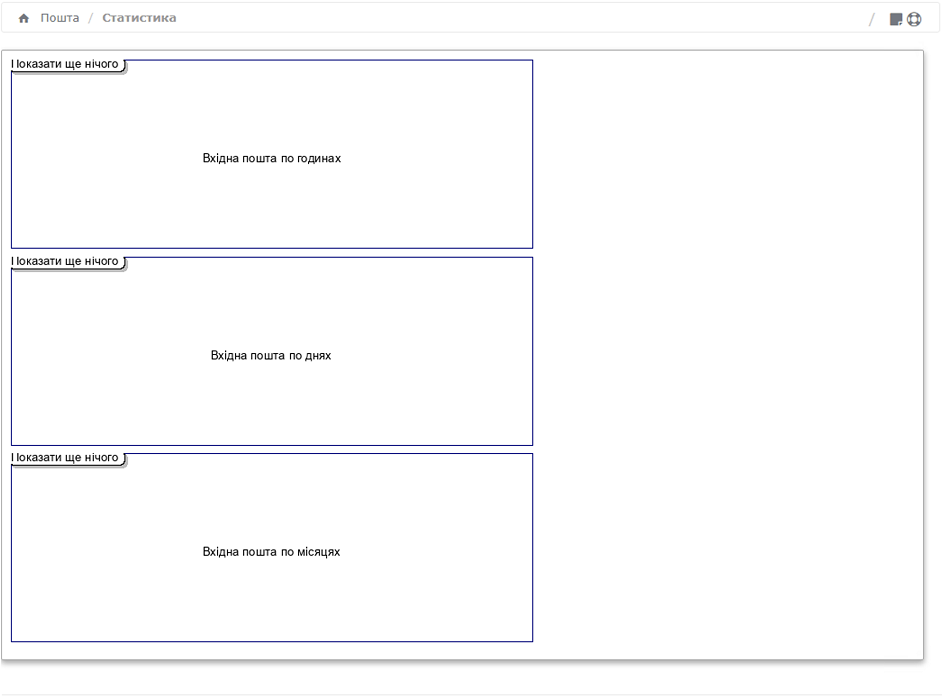 Пошта / Статистика /
Показати ще нічого
Вхідна пошта по годинах
Показати ще нічого
Вхідна пошта по днях
Показати ще нічого
Вхідна пошта по місяцях